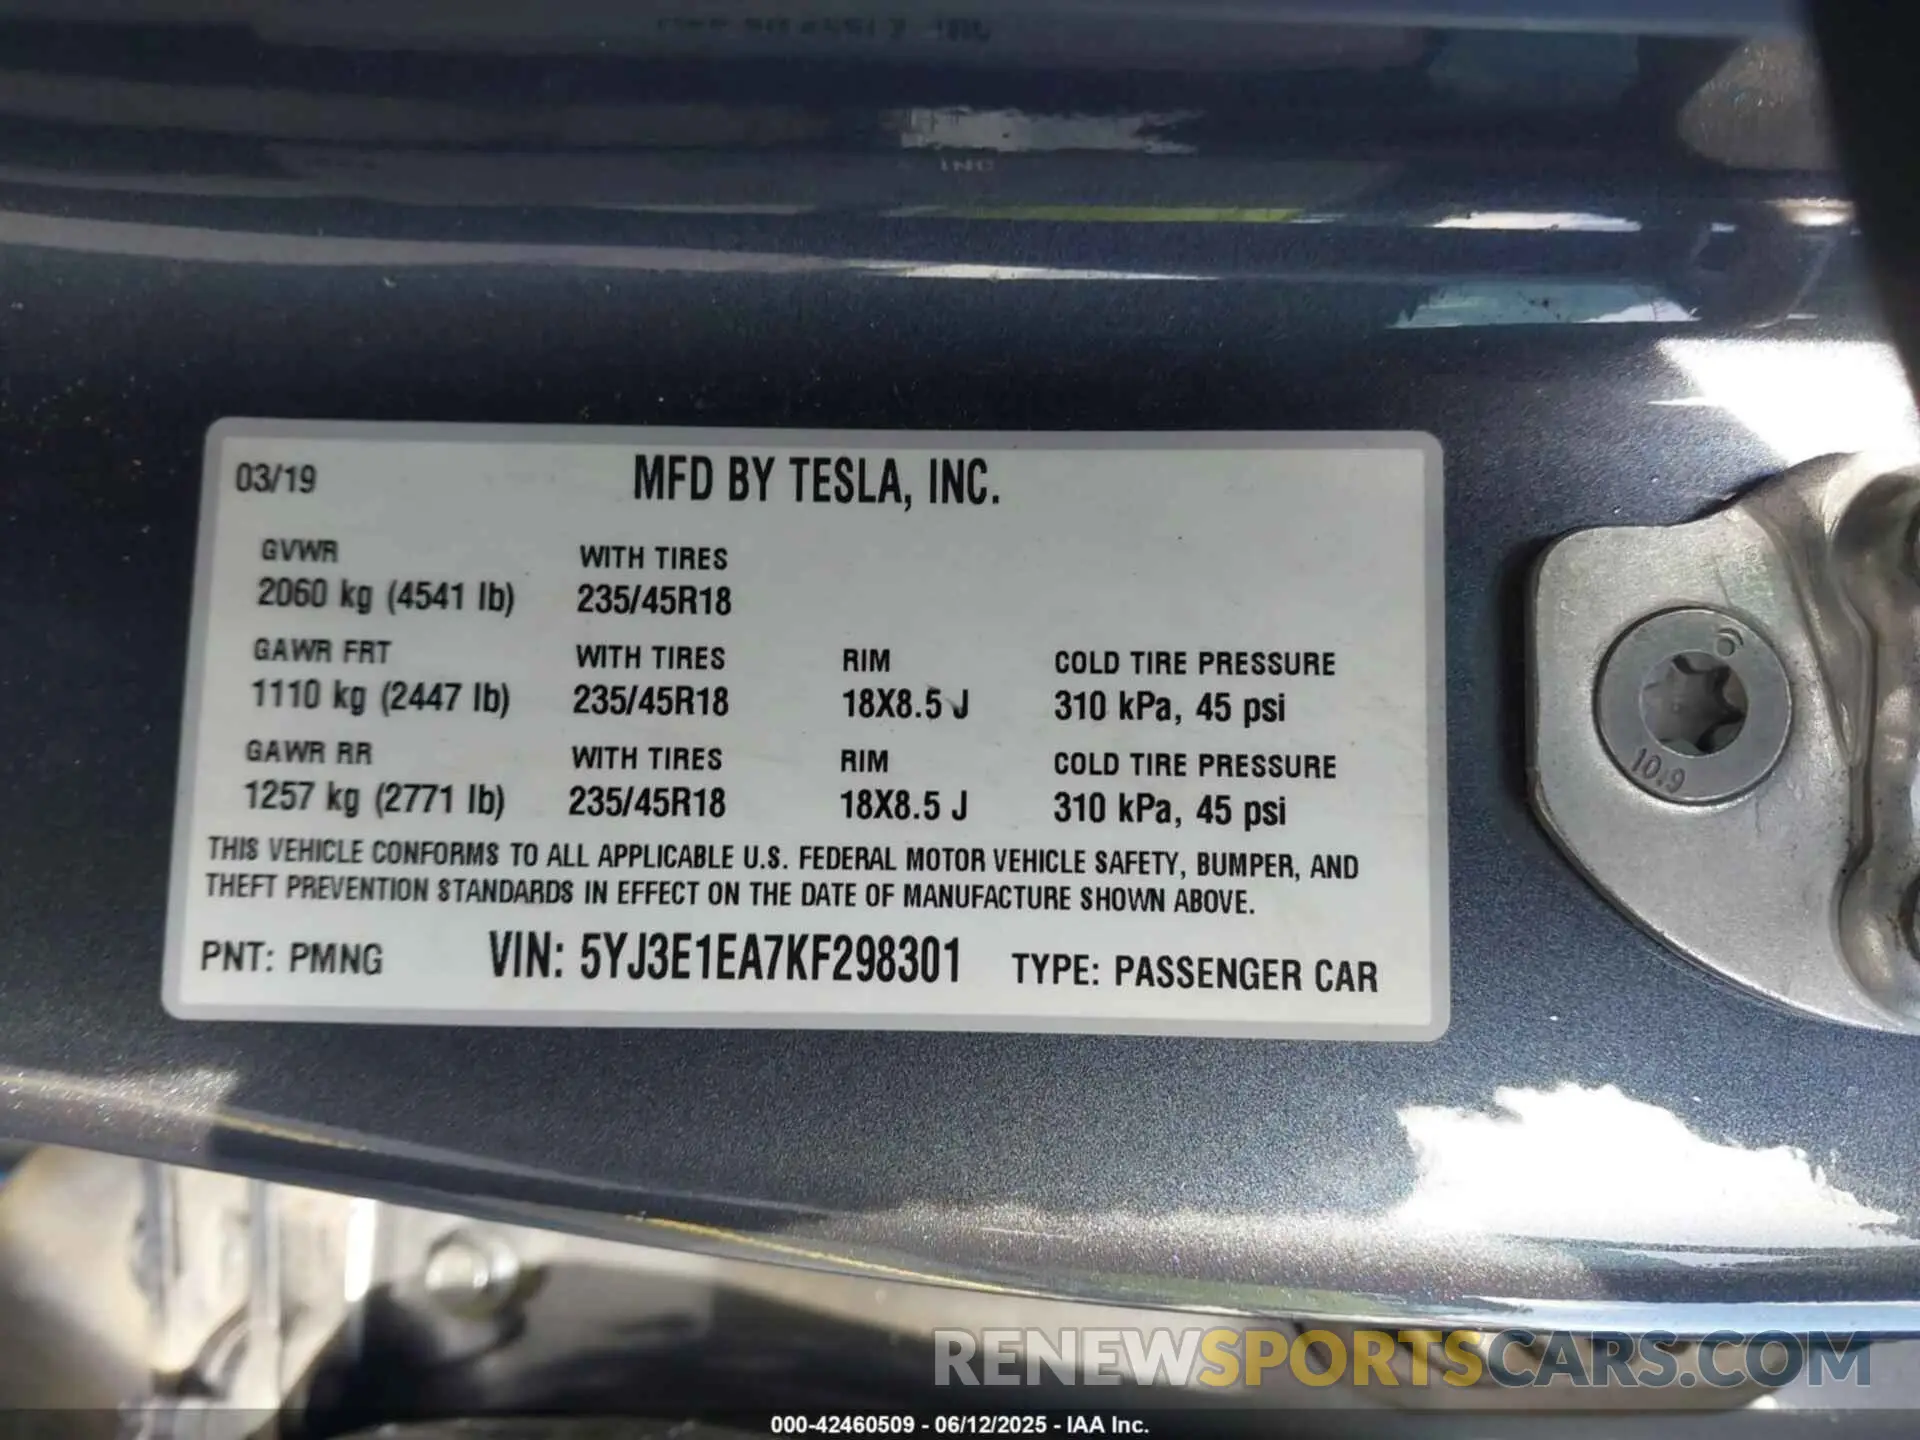 03/19 MFD BY TESLA, INC.
GVWR WITH TIRES
2060 kg (4541 lb) 235/45R18
GAWR FRT WITH TIRES RIM COLD TIRE PRESSURE
1110 kg (2447 lb) 235/45R18 18X8.5 J 310 kPa, 45 psi
GAWR RR WITH TIRES RIM COLD TIRE PRESSURE
1257 kg (2771 lb) 235/45R18 18X8.5 J 310 kPa, 45 psi
THIS VEHICLE CONFORMS TO ALL APPLICABLE U.S. FEDERAL MOTOR VEHICLE SAFETY, BUMPER, AND
THEFT PREVENTION STANDARDS IN EFFECT ON THE DATE OF MANUFACTURE SHOWN ABOVE.
PNT: PMNG VIN: 5YJ3E1EA7KF298301 TYPE: PASSENGER CAR
10.9
RENEWSPORTSCARS.COM
000-42460509 - 06/12/2025 - IAA Inc.